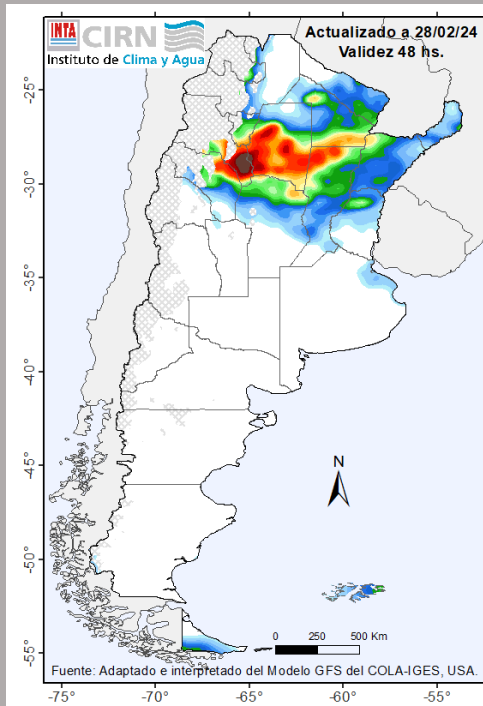 INTA CIRN
Instituto de Clima y Agua
Actualizado a 28/02/24
Validez 48 hs.
-25°
-30°
-35°
-40°
-45°
-50°
-55°
N
0 250 500 Km
Fuente: Adaptado e interpretado del Modelo GFS del COLA-IGES, USA.
-75° -70° -65° -60° -55°